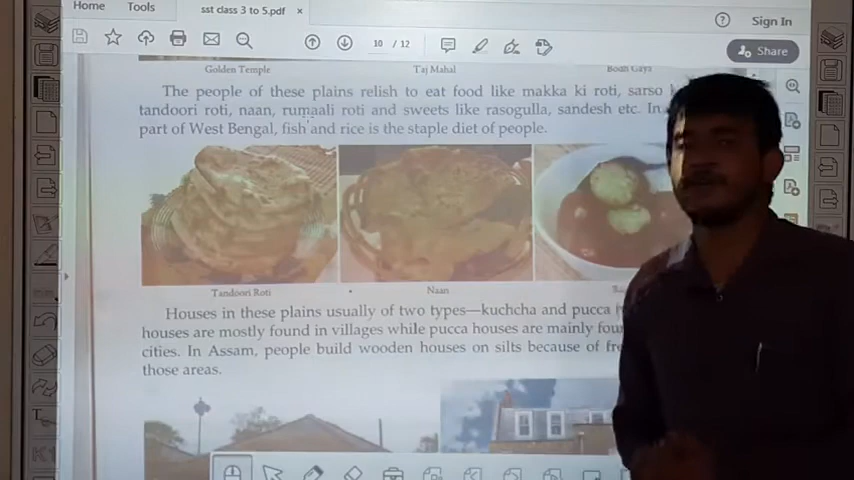 Home Tools sst class 3 to 5.pdf × Sign In
10 / 12 Share
Golden Temple Taj Mahal Bodh Gaya
The people of these plains relish to eat food like makka ki roti, sarso
tandoori roti, naan, rumaali roti and sweets like rasogulla, sandesh etc. In
part of West Bengal, fish and rice is the staple diet of people.
Tandoori Roti Naan
Houses in these plains usually of two types—kuchcha and pucca
houses are mostly found in villages while pucca houses are mainly
cities. In Assam, people build wooden houses on silts because of
those areas.